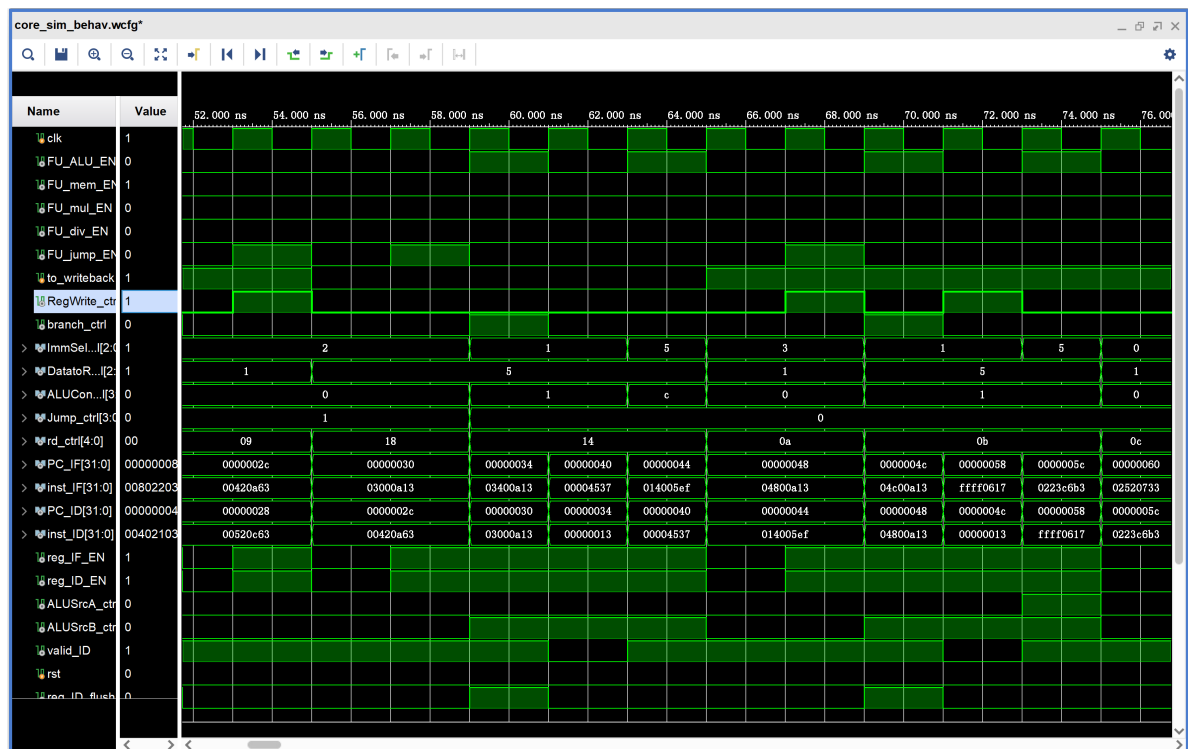 core_sim_behav.wcfg*
Name Value
52.000 ns 54.000 ns 56.000 ns 58.000 ns 60.000 ns 62.000 ns 64.000 ns 66.000 ns 68.000 ns 70.000 ns 72.000 ns 74.000 ns 76.00
clk 1
FU_ALU_EN 0
FU_mem_EN 1
FU_mul_EN 0
FU_div_EN 0
FU_jump_EN 0
to_writeback 1
RegWrite_ctr 1
branch_ctrl 0
ImmSel...l[2:0 1 2 1 5 3 1 5 0
DatatoR...l[2: 1 1 5 1 5 1
ALUCon...l[3 0 0 1 c 0 1 0
Jump_ctrl[3:0 0 1 0
rd_ctrl[4:0] 00 09 18 14 0a 0b 0c
PC_IF[31:0] 00000008 0000002c 00000030 00000034 00000040 00000044 00000048 0000004c 00000058 0000005c 00000060
inst_IF[31:0] 00802203 00420a63 03000a13 03400a13 00004537 014005ef 04800a13 04c00a13 ffff0617 0223c6b3 02520733
PC_ID[31:0] 00000004 00000028 0000002c 00000030 00000034 00000040 00000044 00000048 0000004c 00000058 0000005c
inst_ID[31:0] 00402103 00520c63 00420a63 03000a13 00000013 00004537 014005ef 04800a13 00000013 ffff0617 0223c6b3
reg_IF_EN 1
reg_ID_EN 1
ALUSrcA_ctr 0
ALUSrcB_ctr 0
valid_ID 1
rst 0
reg_ID_flush 0